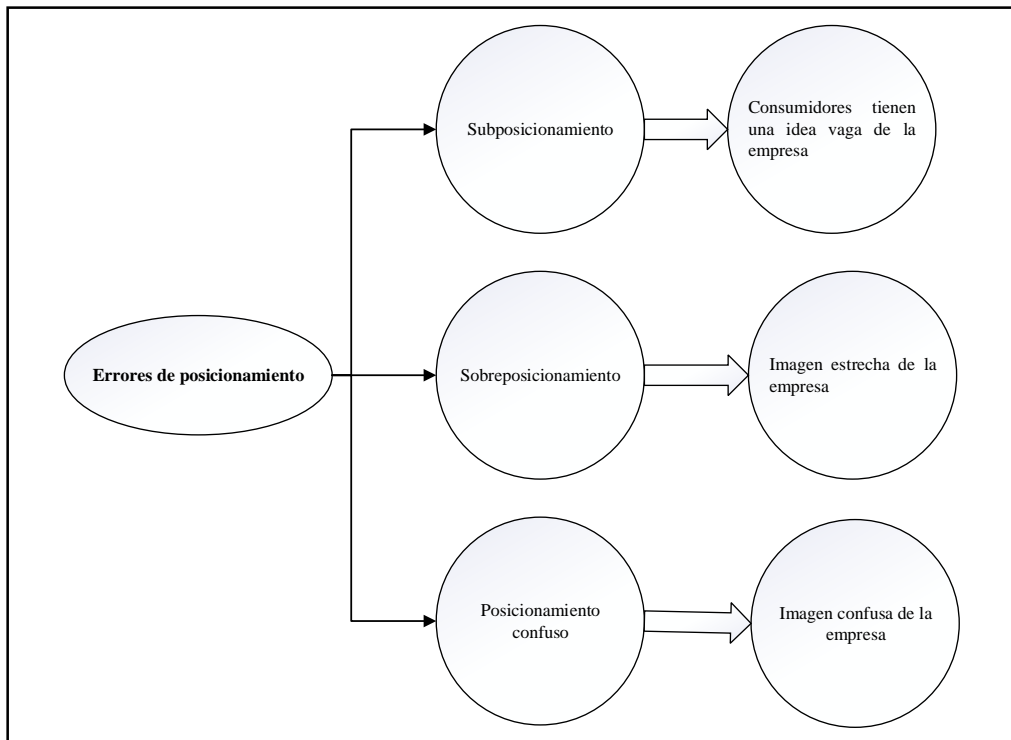 Subposicionamiento
Consumidores tienen
una idea vaga de la
empresa
Errores de posicionamiento
Sobreposicionamiento
Imagen estrecha de la
empresa
Posicionamiento
confuso
Imagen confusa de la
empresa